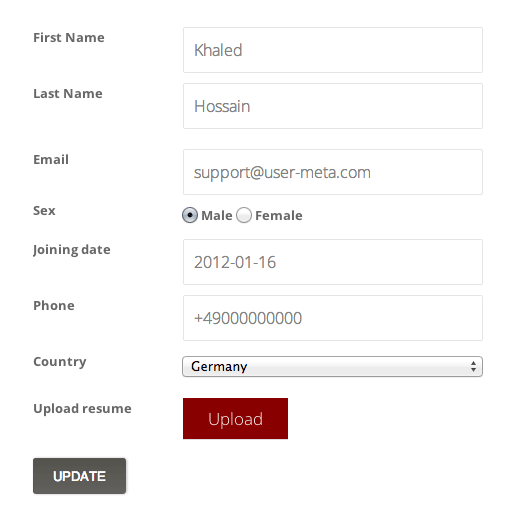 First Name
Khaled
Last Name
Hossain
Email
support@user-meta.com
Sex
Male Female
Joining date
2012-01-16
Phone
+49000000000
Country
Germany
Upload resume
Upload
UPDATE